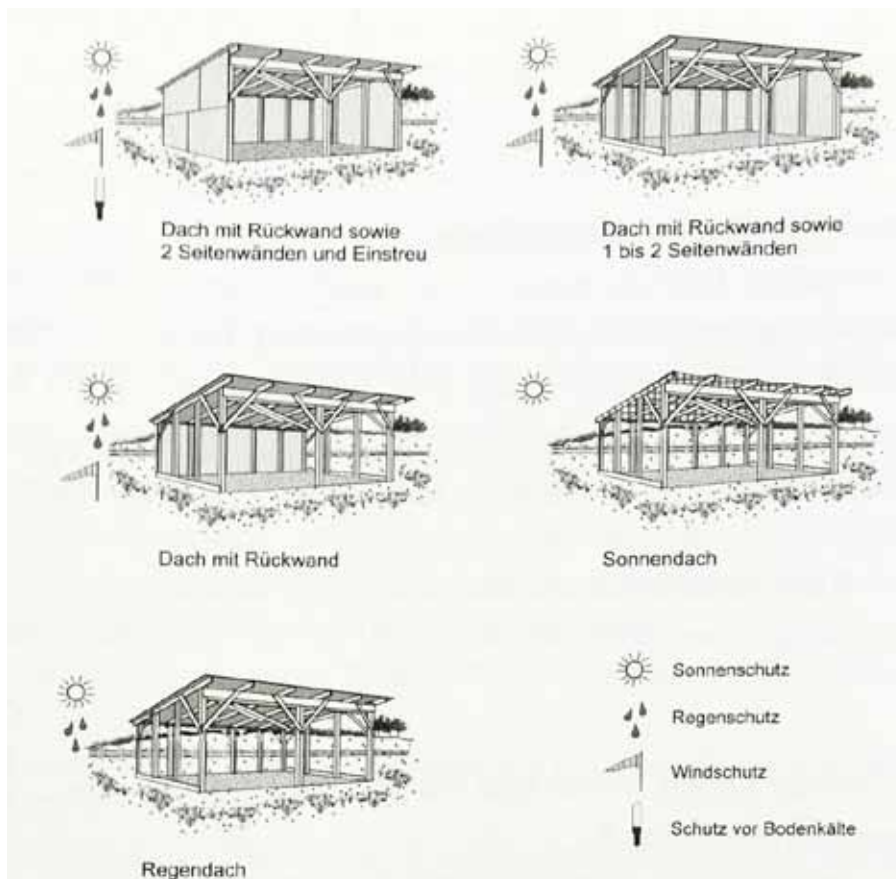 Dach mit Rückwand sowie
2 Seitenwänden und Einstreu
Dach mit Rückwand sowie
1 bis 2 Seitenwänden
Dach mit Rückwand
Sonnendach
Regendach
Sonnenschutz
Regenschutz
Windschutz
Schutz vor Bodenkälte